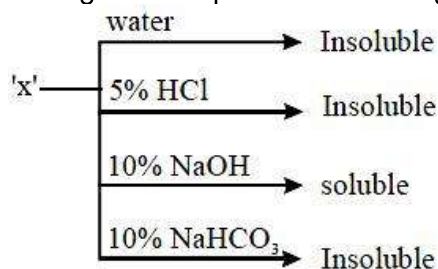 water
Insoluble
'x'
5% HCl
Insoluble
10% NaOH
soluble
10% NaHCO₃
Insoluble